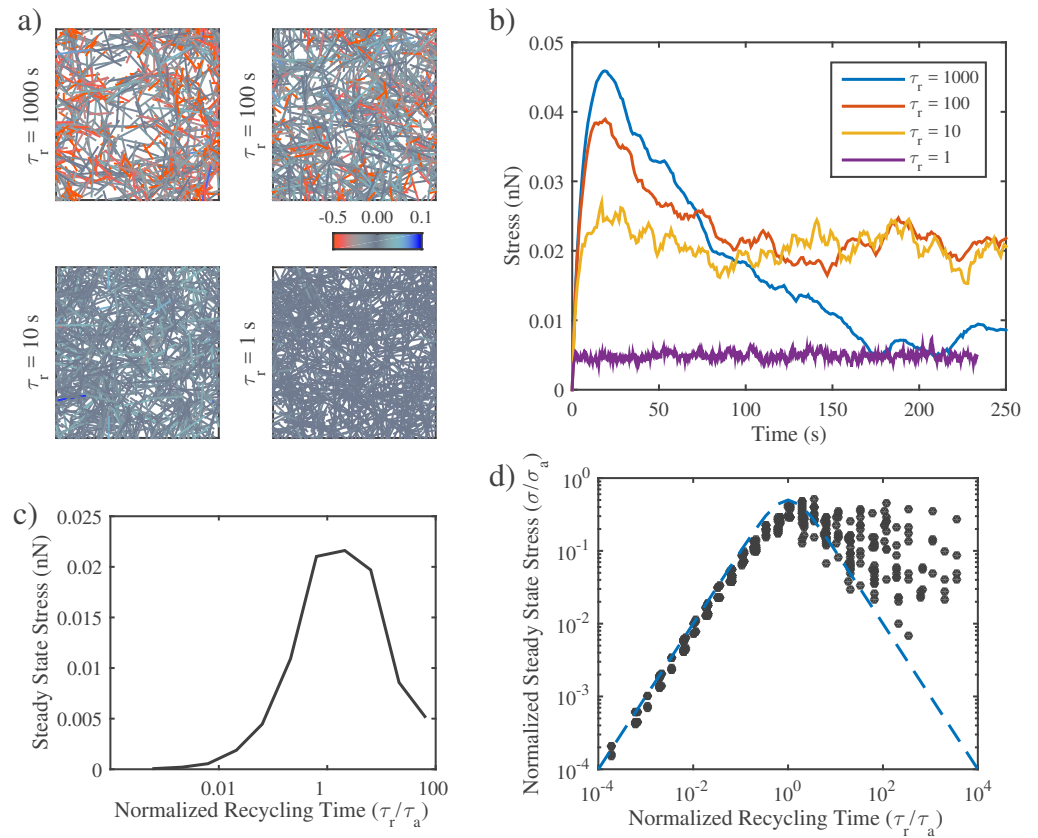 a)
τr = 1000 s
τr = 100 s
-0.5 0.00 0.1
τr = 10 s
τr = 1 s
b)
0.05
0.04
0.03
0.02
0.01
0
Stress (nN)
0 50 100 150 200 250
Time (s)
τr = 1000
τr = 100
τr = 10
τr = 1
c)
0.025
0.02
0.015
0.01
0.005
0
Steady State Stress (nN)
0.01 1 100
Normalized Recycling Time (τr/τa)
d)
10^0
10^-1
10^-2
10^-3
10^-4
Normalized Steady State Stress (σ/σa)
10^-4 10^-2 10^0 10^2 10^4
Normalized Recycling Time (τr/τa)